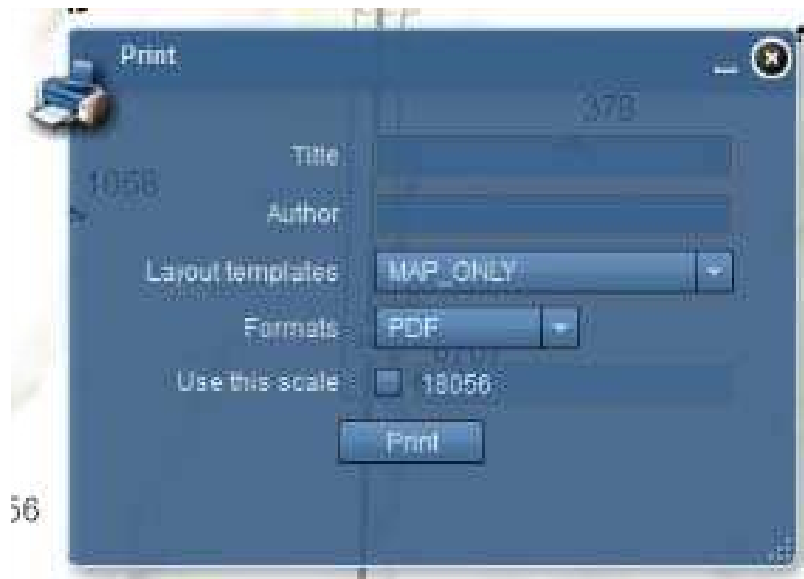 Print
378
Title
1056
Author
Layout templates MAP_ONLY
Formats PDF
Use this scale 18056
Print
56